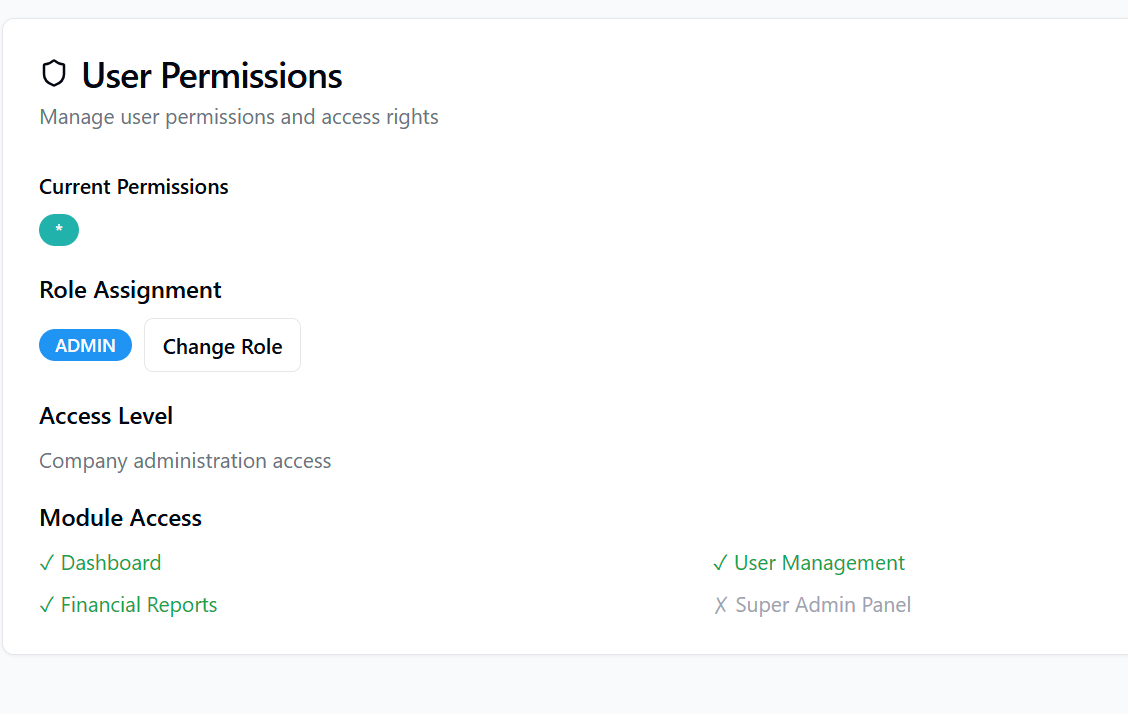 User Permissions
Manage user permissions and access rights
Current Permissions
*
Role Assignment
ADMIN Change Role
Access Level
Company administration access
Module Access
✓ Dashboard ✓ User Management
✓ Financial Reports ✗ Super Admin Panel